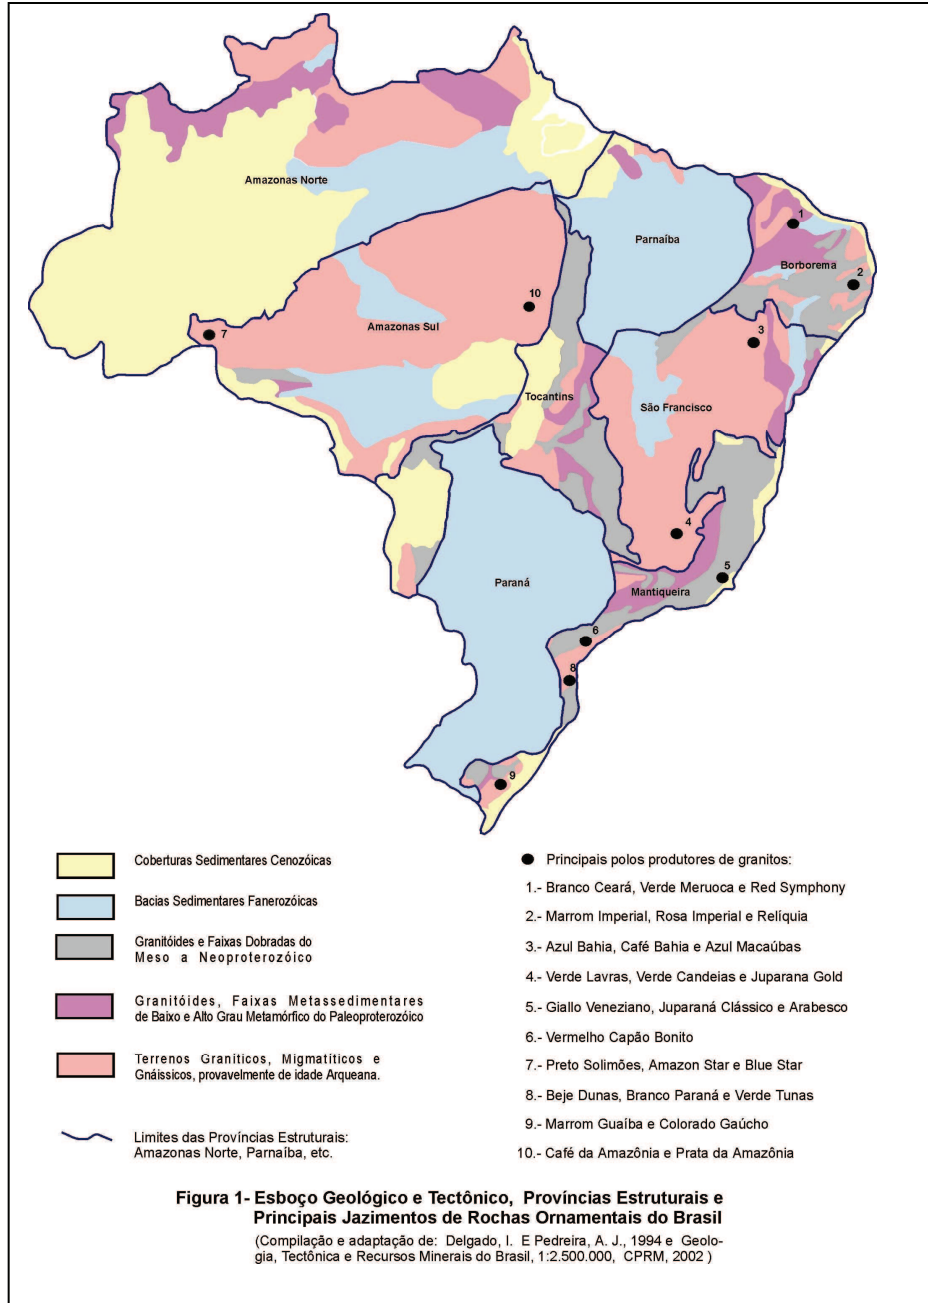 Amazonas Norte
Parnaíba
1
Borborema
2
10
7
Amazonas Sul
3
Tocantins
São Francisco
4
5
Paraná
Mantiqueira
6
8
9
Coberturas Sedimentares Cenozóicas
Bacias Sedimentares Fanerozóicas
Granitóides e Faixas Dobradas do
Meso a Neoproterozóico
Granitóides, Faixas Metassedimentares
de Baixo e Alto Grau Metamórfico do Paleoproterozóico
Terrenos Graníticos, Migmatíticos e
Gnáissicos, provavelmente de idade Arqueana.
Limites das Províncias Estruturais:
Amazonas Norte, Parnaíba, etc.
Principais polos produtores de granitos:
1.- Branco Ceará, Verde Meruoca e Red Symphony
2.- Marrom Imperial, Rosa Imperial e Relíquia
3.- Azul Bahia, Café Bahia e Azul Macaúbas
4.- Verde Lavras, Verde Candeias e Juparana Gold
5.- Giallo Veneziano, Juparaná Clássico e Arabesco
6.- Vermelho Capão Bonito
7.- Preto Solimões, Amazon Star e Blue Star
8.- Beje Dunas, Branco Paraná e Verde Tunas
9.- Marrom Guaíba e Colorado Gaúcho
10.- Café da Amazônia e Prata da Amazônia
Figura 1- Esboço Geológico e Tectônico, Províncias Estruturais e
Principais Jazimentos de Rochas Ornamentais do Brasil
(Compilação e adaptação de: Delgado, I. E Pedreira, A. J., 1994 e Geolo-
gia, Tectônica e Recursos Minerais do Brasil, 1:2.500.000, CPRM, 2002 )